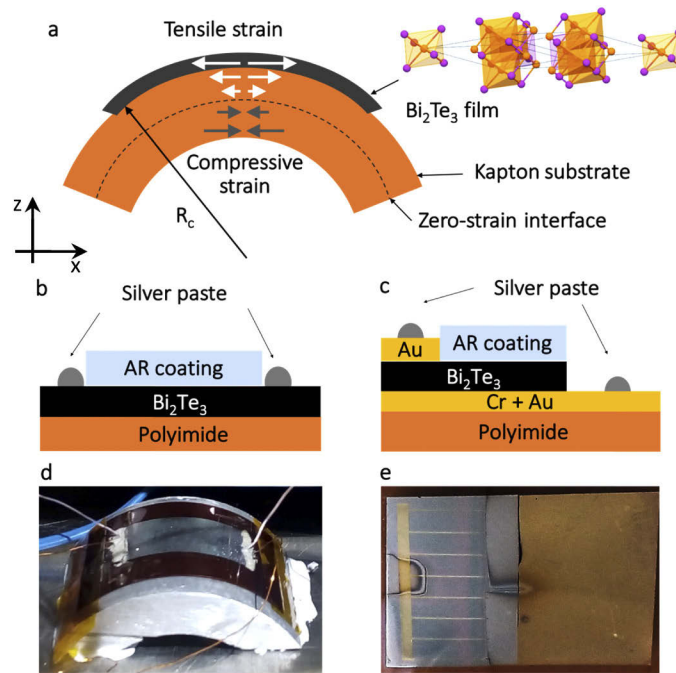 a
Tensile strain
Bi₂Te₃ film
Compressive
strain
Kapton substrate
R꜀
Zero-strain interface
z
x
b
Silver paste
AR coating
Bi₂Te₃
Polyimide
c
Silver paste
Au
AR coating
Bi₂Te₃
Cr + Au
Polyimide
d
e